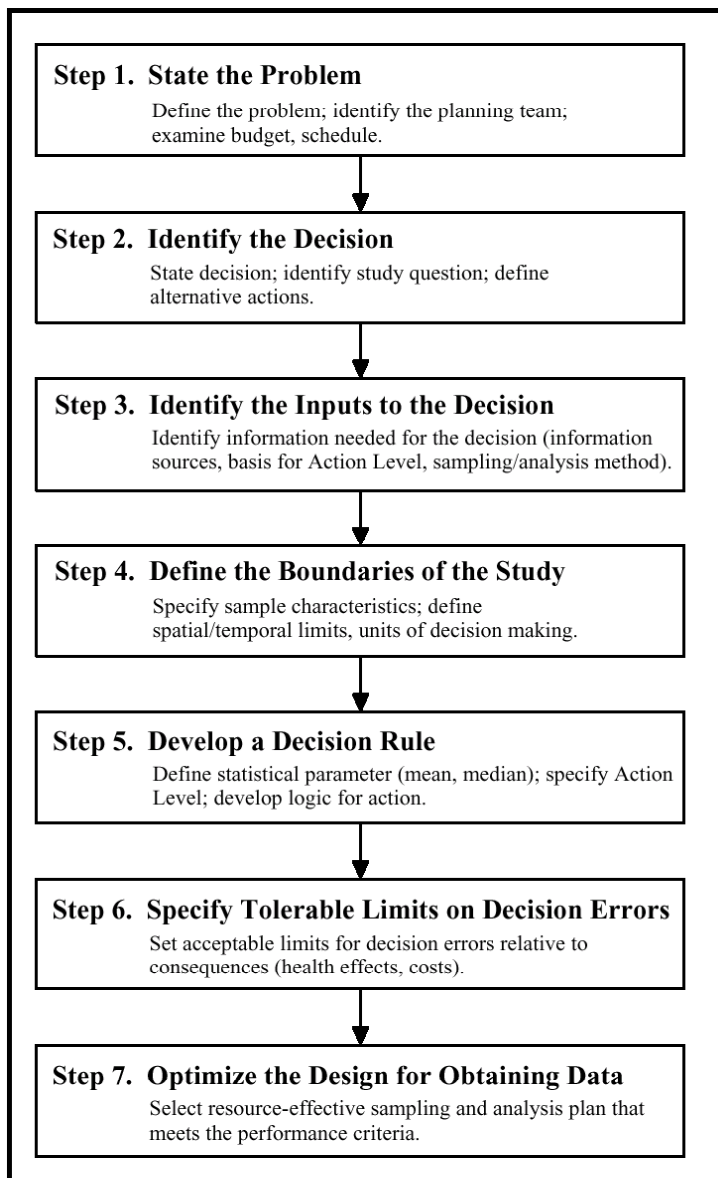 Step 1. State the Problem
Define the problem; identify the planning team;
examine budget, schedule.
Step 2. Identify the Decision
State decision; identify study question; define
alternative actions.
Step 3. Identify the Inputs to the Decision
Identify information needed for the decision (information
sources, basis for Action Level, sampling/analysis method).
Step 4. Define the Boundaries of the Study
Specify sample characteristics; define
spatial/temporal limits, units of decision making.
Step 5. Develop a Decision Rule
Define statistical parameter (mean, median); specify Action
Level; develop logic for action.
Step 6. Specify Tolerable Limits on Decision Errors
Set acceptable limits for decision errors relative to
consequences (health effects, costs).
Step 7. Optimize the Design for Obtaining Data
Select resource-effective sampling and analysis plan that
meets the performance criteria.